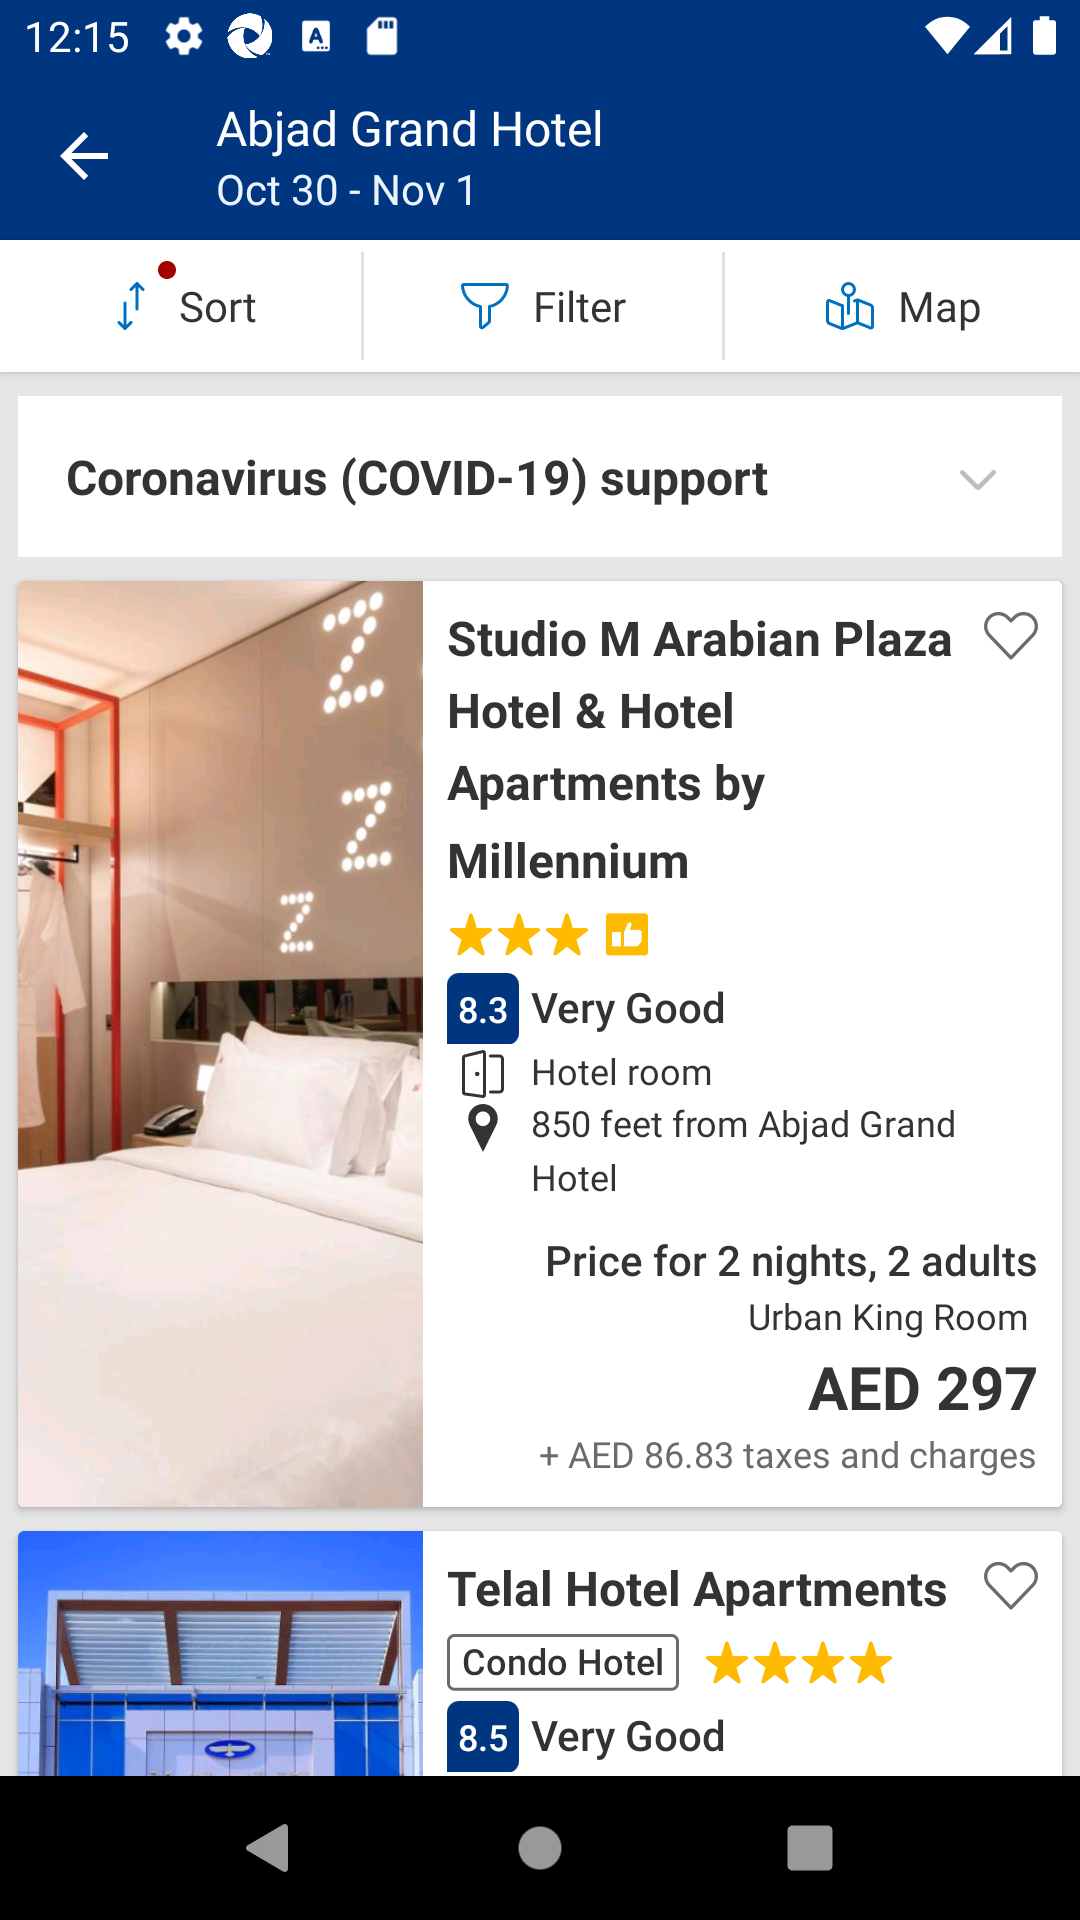 12:15
Abjad Grand Hotel
Oct 30 - Nov 1
Sort
Filter
Map
Coronavirus (COVID-19) support
Studio M Arabian Plaza
Hotel & Hotel
Apartments by
Millennium
8.3 Very Good
Hotel room
850 feet from Abjad Grand
Hotel
Price for 2 nights, 2 adults
Urban King Room
AED 297
+ AED 86.83 taxes and charges
Z
Z
Z
Telal Hotel Apartments
Condo Hotel
8.5 Very Good